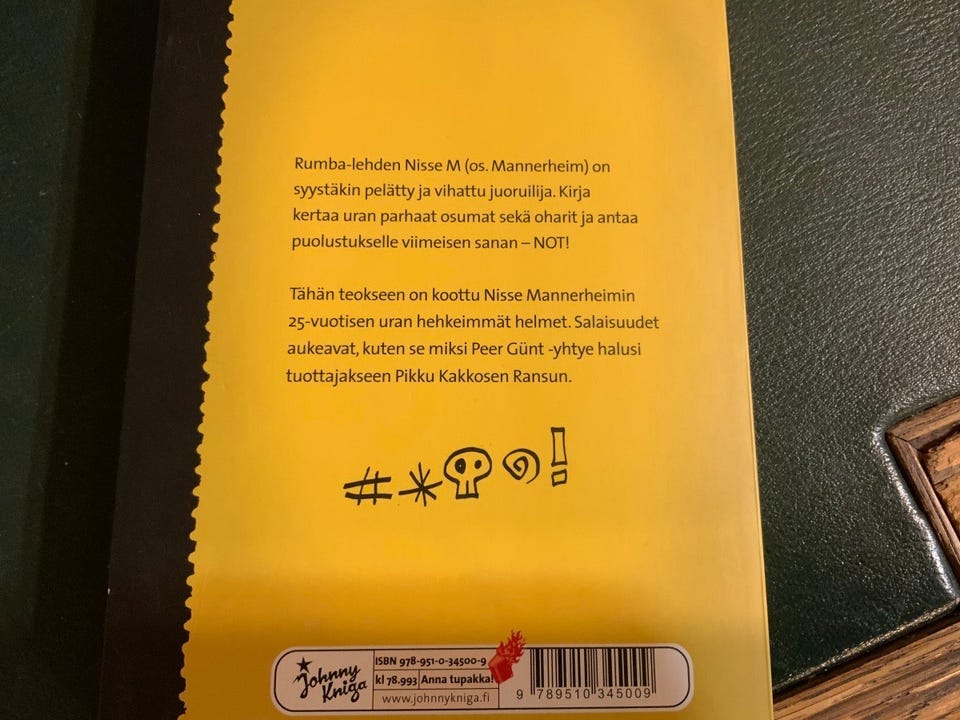 Rumba-lehden Nisse M (os. Mannerheim) on
syystäkin pelätty ja vihattu juoruilija. Kirja
kertaa uran parhaat osumat sekä oharit ja antaa
puolustukselle viimeisen sanan – NOT!
Tähän teokseen on koottu Nisse Mannerheimin
25-vuotisen uran hehkeimmät helmet. Salaisuudet
aukeavat, kuten se miksi Peer Günt -yhtye halusi
tuottajakseen Pikku Kakkosen Ransun.
#*💀@!
Johnny
Kniga
ISBN 978-951-0-34500-9
kl 78.993 Anna tupakka!
www.johnnykniga.fi
9 789510 345009